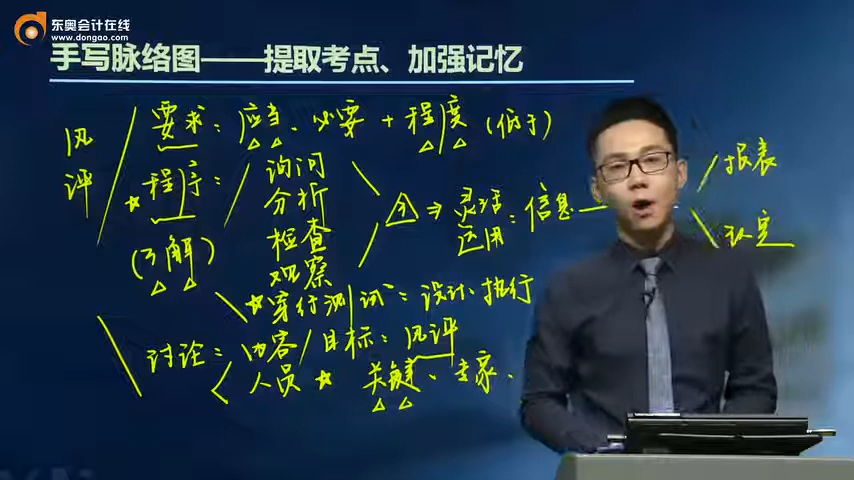 东奥会计在线
www.dongao.com
手写脉络图——提取考点、加强记忆
风评
要求：应当、必要 + 程度（低于）
★程序：
（了解）
询问
分析
检查
观察
⇒ 灵活运用：信息
报表
认定
★穿行测试：设计、执行
讨论：内容/目标：风评
人员★ 关键、专家.